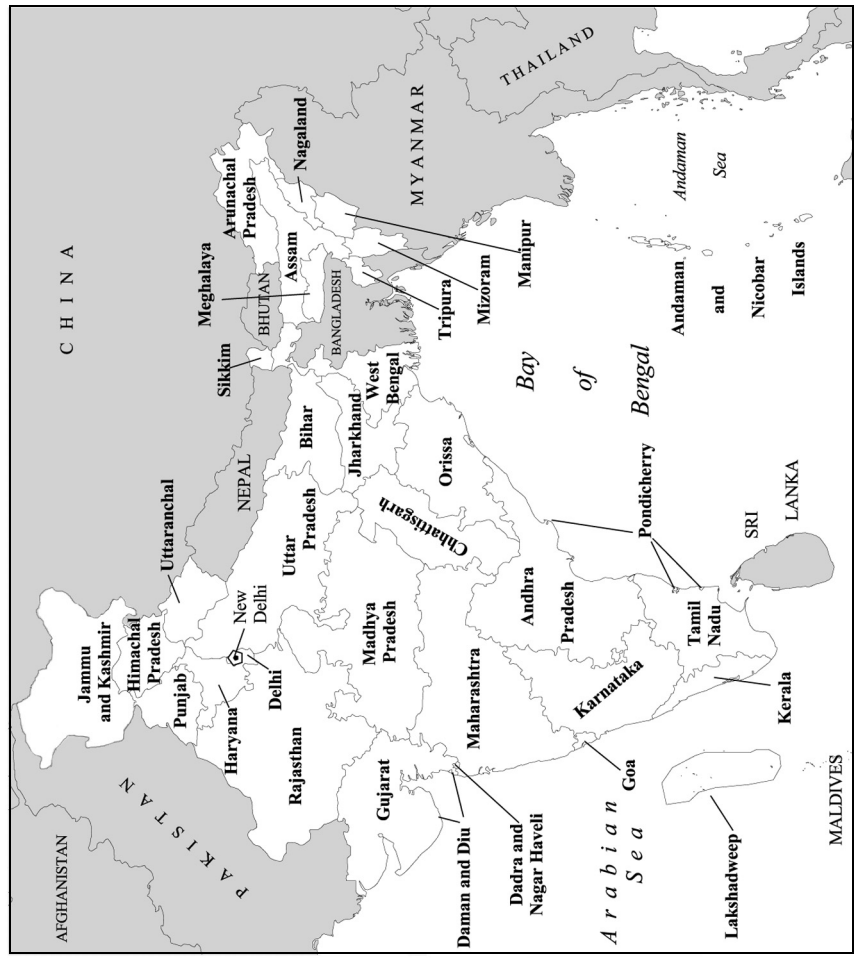 CHINA
AFGHANISTAN
Jammu
and Kashmir
PAKISTAN
Himachal
Pradesh
Uttaranchal
Punjab
Meghalaya
Arunachal
Pradesh
Sikkim
Haryana
New
Delhi
NEPAL
BHUTAN
Delhi
Assam
Nagaland
Rajasthan
Uttar
Pradesh
Bihar
BANGLADESH
Jharkhand
West
Bengal
Madhya
Pradesh
Gujarat
Chhattisgarh
MYANMAR
Orissa
Tripura
Daman and Diu
Maharashtra
Mizoram
THAILAND
Dadra and
Nagar Haveli
Andhra
Pradesh
Manipur
Bay
of
Bengal
Arabian
Sea
Goa
Karnataka
Pondicherry
Andaman
Sea
Andaman
and
Nicobar
Islands
Tamil
Nadu
Lakshadweep
SRI
LANKA
Kerala
MALDIVES